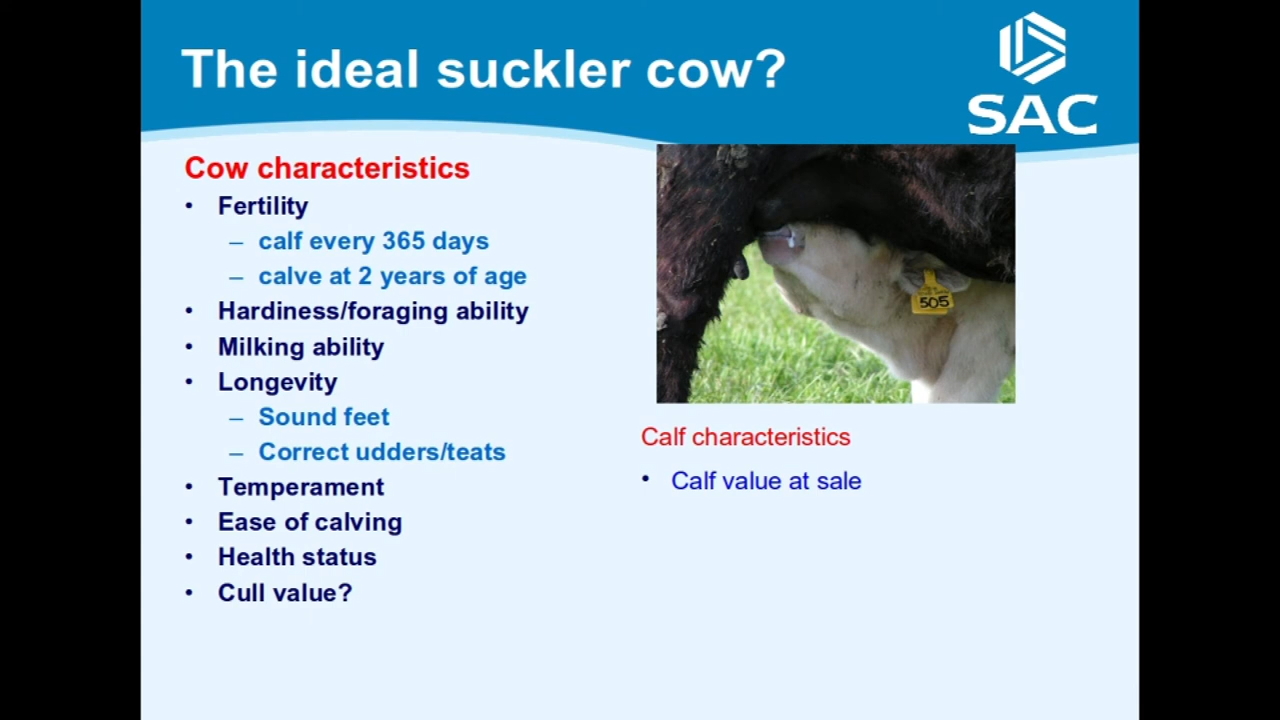 The ideal suckler cow?
SAC
Cow characteristics
• Fertility
– calf every 365 days
– calve at 2 years of age
• Hardiness/foraging ability
• Milking ability
• Longevity
– Sound feet
– Correct udders/teats
• Temperament
• Ease of calving
• Health status
• Cull value?
505
Calf characteristics
• Calf value at sale